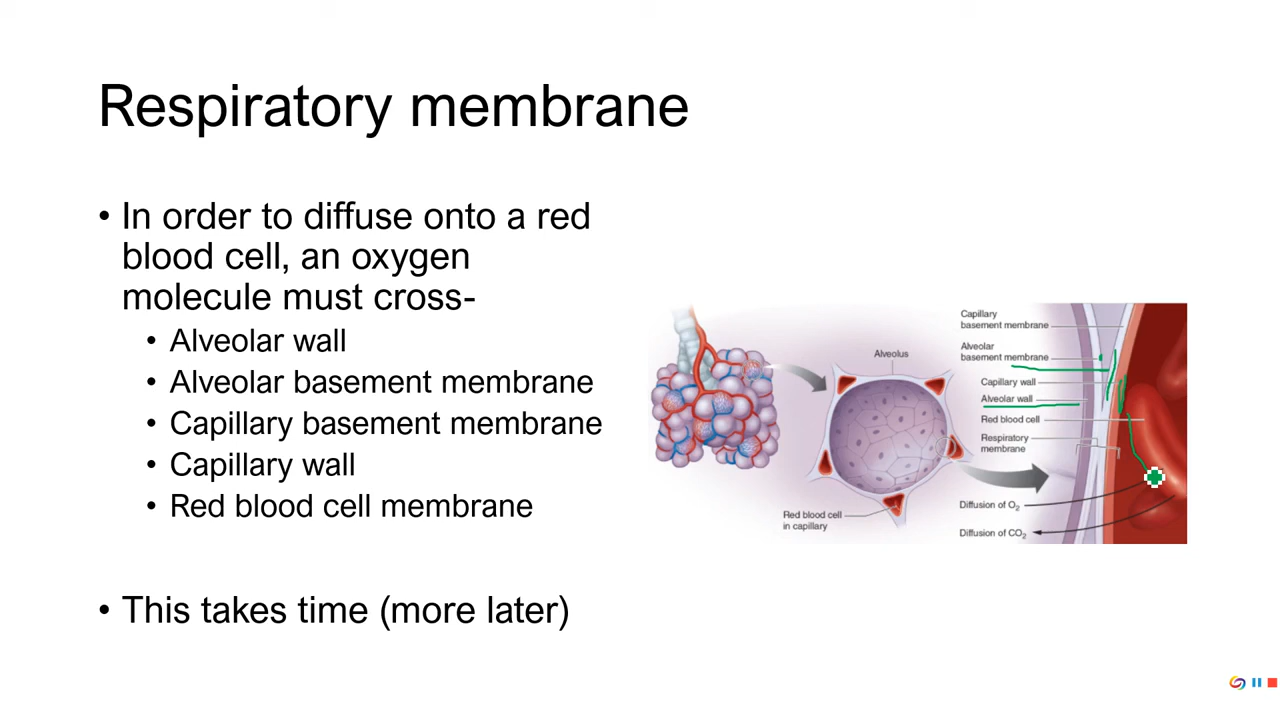 Respiratory membrane
• In order to diffuse onto a red
blood cell, an oxygen
molecule must cross-
• Alveolar wall
• Alveolar basement membrane
• Capillary basement membrane
• Capillary wall
• Red blood cell membrane
• This takes time (more later)
Alveolus
Red blood cell
in capillary
Capillary
basement membrane
Alveolar
basement membrane
Capillary wall
Alveolar wall
Red blood cell
Respiratory
membrane
Diffusion of O₂
Diffusion of CO₂